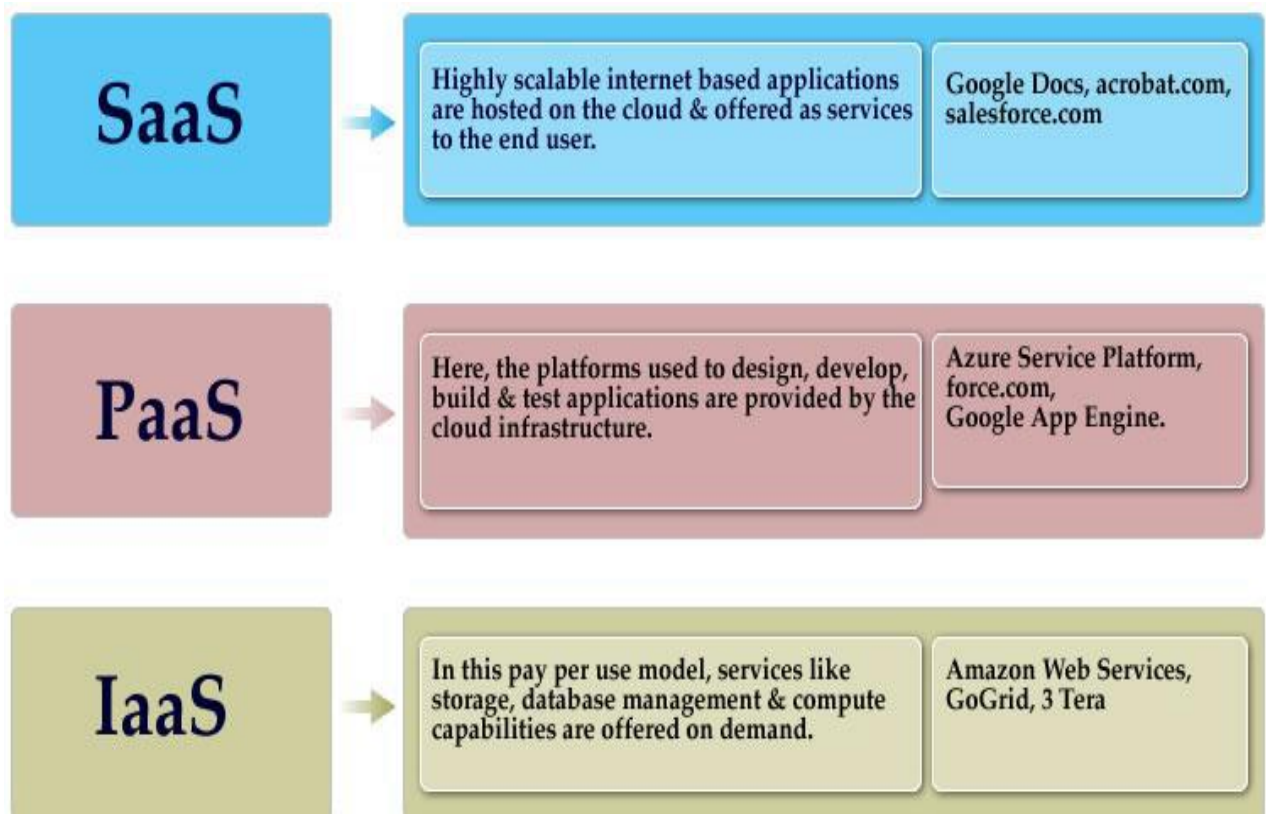 SaaS
Highly scalable internet based applications
are hosted on the cloud & offered as services
to the end user.
Google Docs, acrobat.com,
salesforce.com
PaaS
Here, the platforms used to design, develop,
build & test applications are provided by the
cloud infrastructure.
Azure Service Platform,
force.com,
Google App Engine.
IaaS
In this pay per use model, services like
storage, database management & compute
capabilities are offered on demand.
Amazon Web Services,
GoGrid, 3 Tera